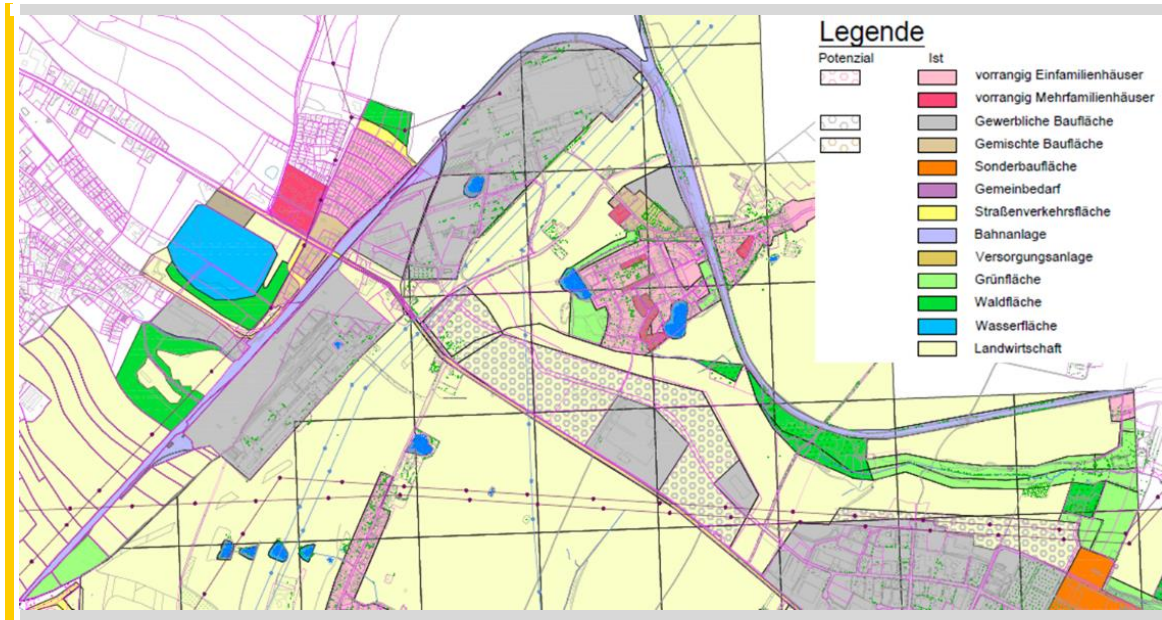 Legende
Potenzial Ist
vorrangig Einfamilienhäuser
vorrangig Mehrfamilienhäuser
Gewerbliche Baufläche
Gemischte Baufläche
Sonderbaufläche
Gemeinbedarf
Straßenverkehrsfläche
Bahnanlage
Versorgungsanlage
Grünfläche
Waldfläche
Wasserfläche
Landwirtschaft